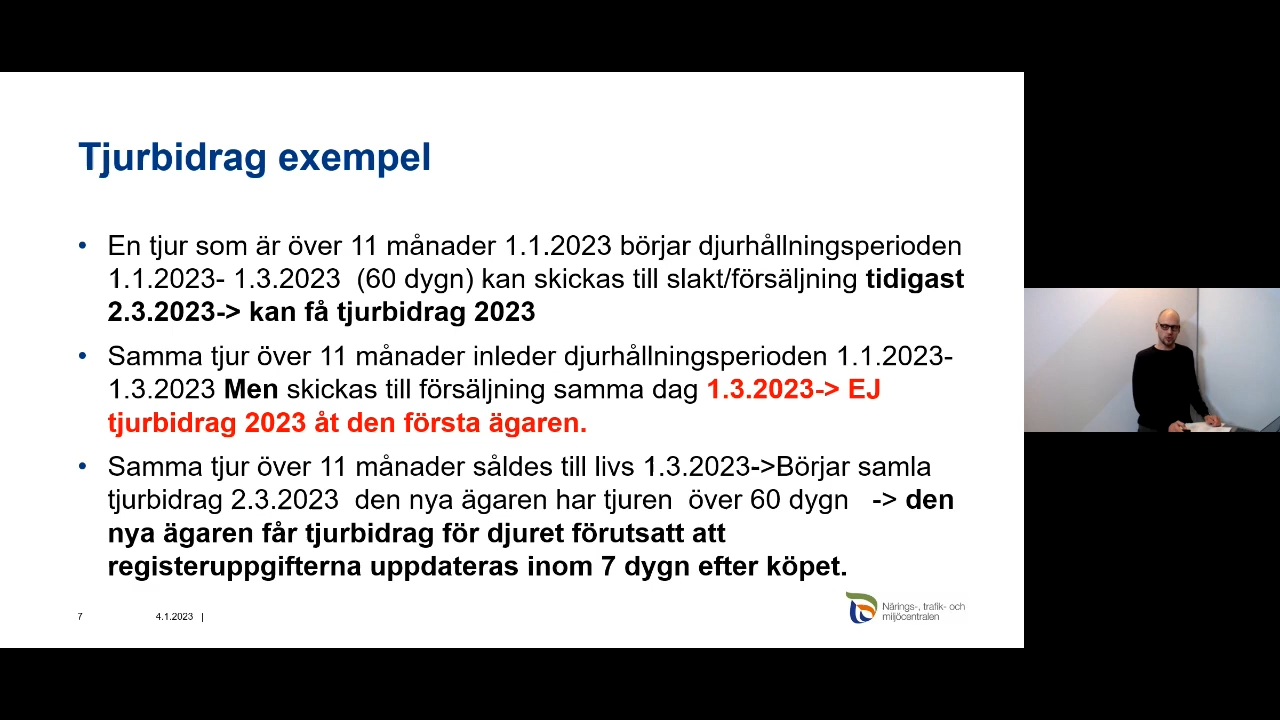 Tjurbidrag exempel
• En tjur som är över 11 månader 1.1.2023 börjar djurhållningsperioden
1.1.2023- 1.3.2023 (60 dygn) kan skickas till slakt/försäljning tidigast
2.3.2023-> kan få tjurbidrag 2023
• Samma tjur över 11 månader inleder djurhållningsperioden 1.1.2023-
1.3.2023 Men skickas till försäljning samma dag 1.3.2023-> EJ
tjurbidrag 2023 åt den första ägaren.
• Samma tjur över 11 månader såldes till livs 1.3.2023->Börjar samla
tjurbidrag 2.3.2023 den nya ägaren har tjuren över 60 dygn -> den
nya ägaren får tjurbidrag för djuret förutsatt att
registeruppgifterna uppdateras inom 7 dygn efter köpet.
7 4.1.2023 |
Närings-, trafik- och
miljöcentralen